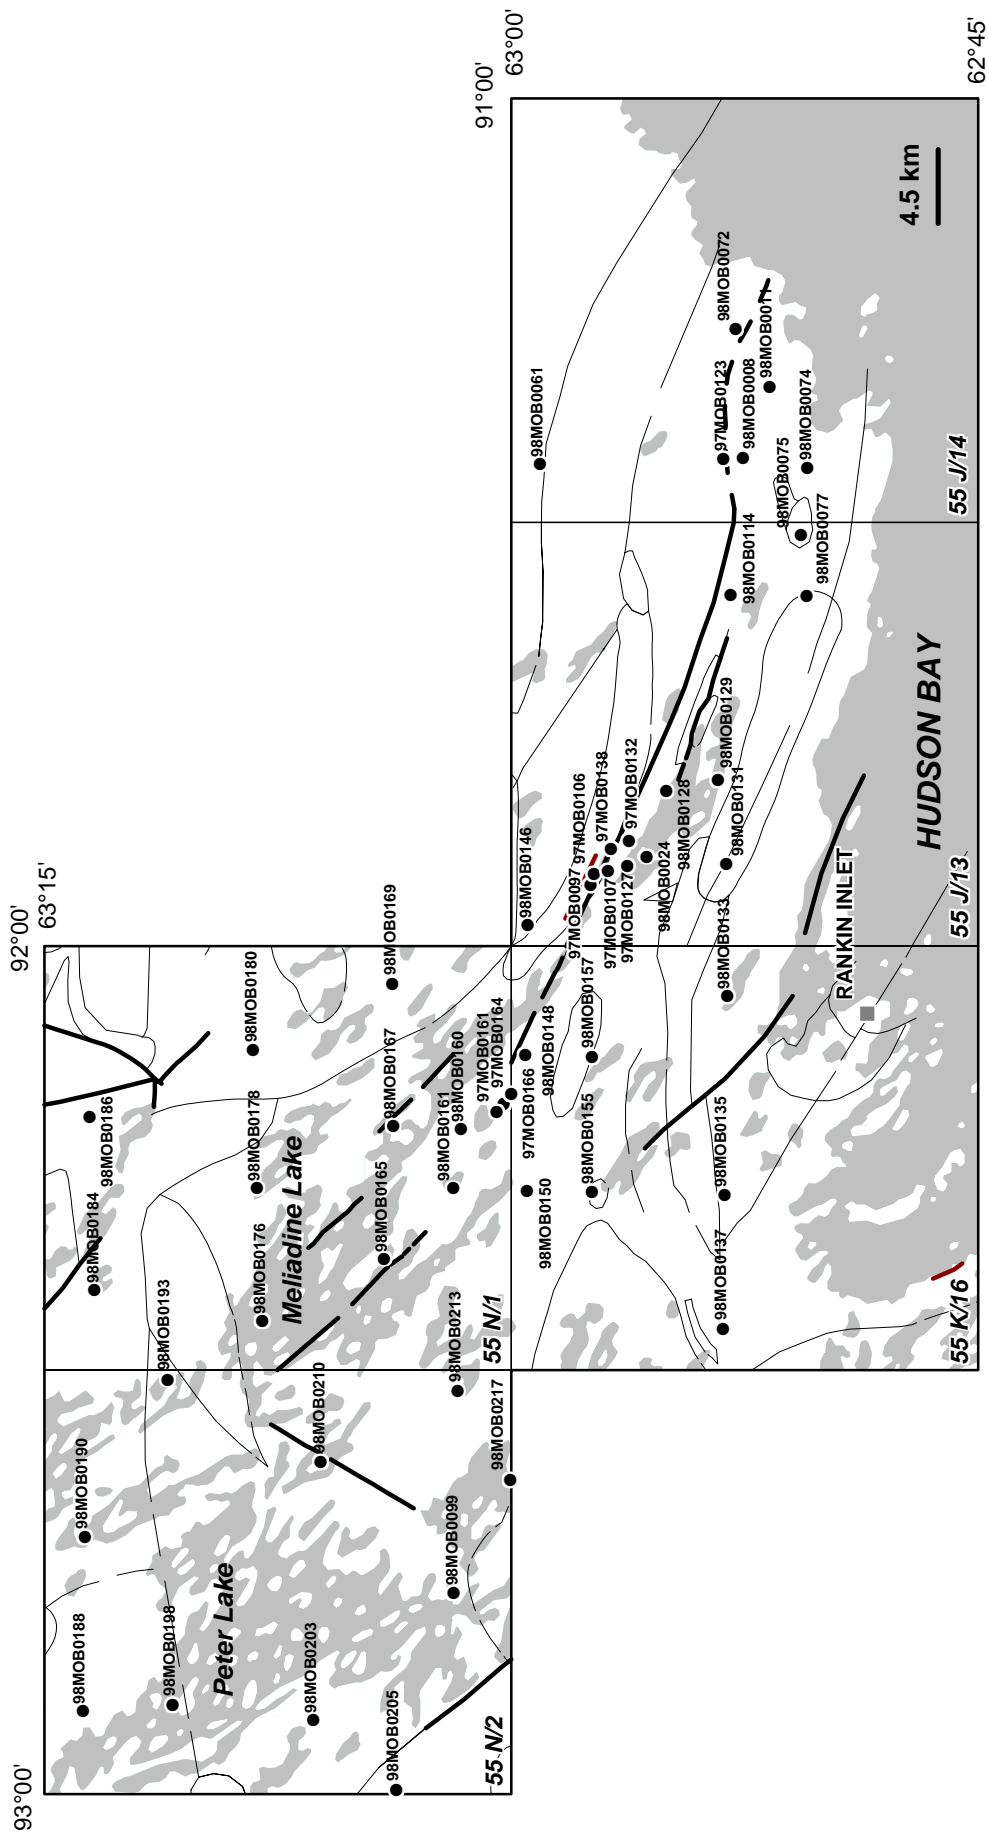 93°00'
92°00'
63°15'
91°00'
63°00'
62°45'
98MOB0188
98MOB0190
98MOB0184
98MOB0186
98MOB0198
98MOB0193
98MOB0178
98MOB0180
Peter Lake
98MOB0176
Meliadine Lake
98MOB0203
98MOB0210
98MOB0165
98MOB0167
98MOB0169
98MOB0205
98MOB0099
98MOB0213
98MOB0161
98MOB0160
97MOB0161
97MOB0164
55 N/2
98MOB0217
55 N/1
97MOB0166
98MOB0150
98MOB0148
98MOB0146
98MOB0061
98MOB0155
98MOB0157
97MOB0097
97MOB0106
97MOB0138
97MOB0107
97MOB0127
97MOB0132
98MOB0024
98MOB0128
98MOB0137
98MOB0135
98MOB0133
98MOB0131
98MOB0129
98MOB0114
97MOB0123
98MOB0008
98MOB0072
98MOB0011
98MOB0075
98MOB0074
98MOB0077
RANKIN INLET
HUDSON BAY
4.5 km
55 K/16
55 J/13
55 J/14